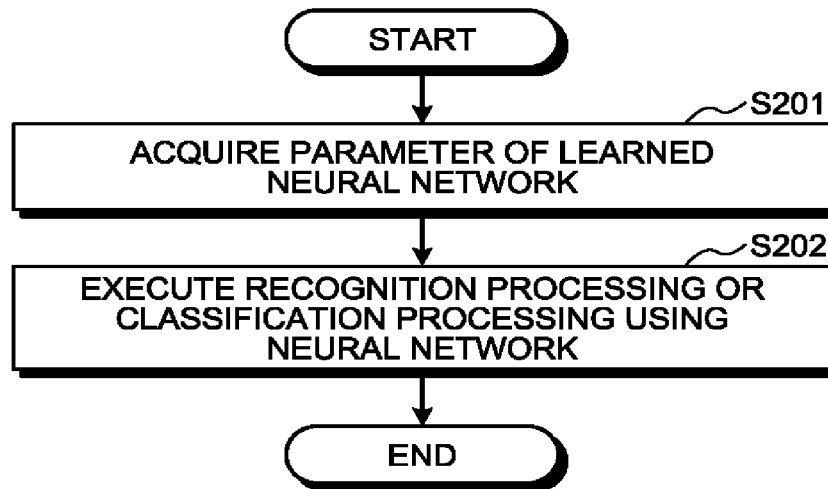 START
S201
ACQUIRE PARAMETER OF LEARNED
NEURAL NETWORK
S202
EXECUTE RECOGNITION PROCESSING OR
CLASSIFICATION PROCESSING USING
NEURAL NETWORK
END